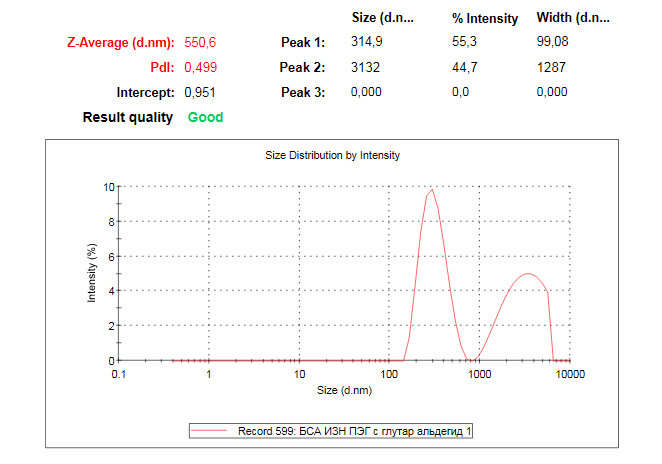 Size (d.n... % Intensity Width (d.n...
Z-Average (d.nm): 550,6 Peak 1: 314,9 55,3 99,08
PdI: 0,499 Peak 2: 3132 44,7 1287
Intercept: 0,951 Peak 3: 0,000 0,0 0,000
Result quality Good
Size Distribution by Intensity
10
8
6
4
2
0
Intensity (%)
0.1 1 10 100 1000 10000
Size (d.nm)
Record 599: БСА ИЗН ПЭГ с глутар альдегид 1